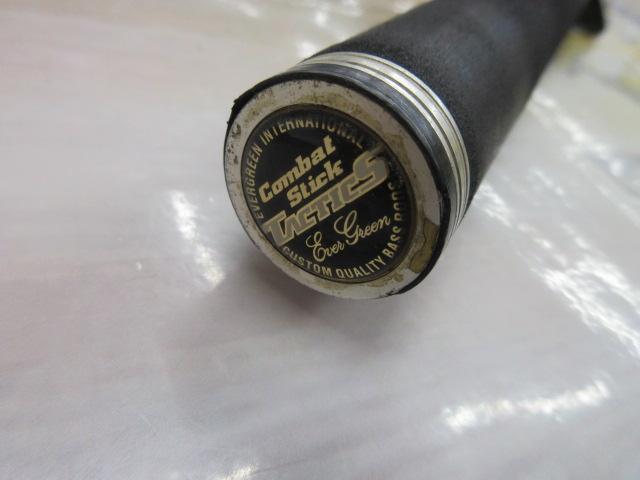 EVERGREEN INTERNATIONAL
Combat
Stick
TACTICS
Ever Green
CUSTOM QUALITY BASS RODS